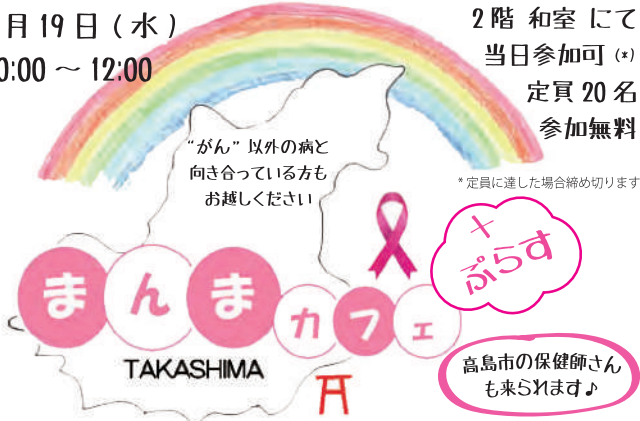 月19日(水)
0:00 ～ 12:00
2階 和室 にて
当日参加可 (*)
定員 20 名
参加無料
*定員に達した場合締め切ります
“がん” 以外の病と
向き合っている方も
お越しください
＋
ぷらす
まんまカフェ
TAKASHIMA
高島市の保健師さん
も来られます♪